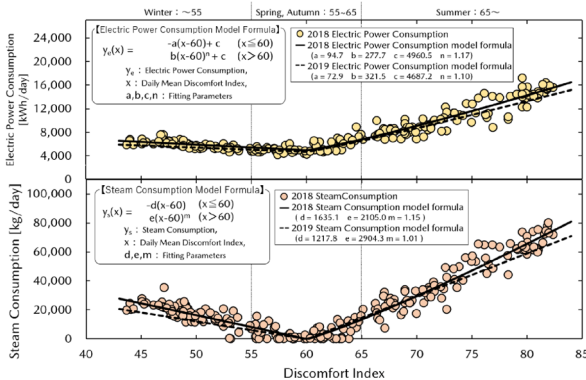 Winter : ～55
Spring, Autumn : 55～65
Summer : 65～
Electric Power Consumption
[kWh/day]
24,000
20,000
16,000
12,000
8,000
4,000
0
【Electric Power Consumption Model Formula】
yₑ(x) =
-a(x-60)+ c (x≦60)
b(x-60)ⁿ + c (x＞60)
yₑ : Electric Power Consumption,
x : Daily Mean Discomfort Index,
a,b,c,n : Fitting Parameters
2018 Electric Power Consumption
2018 Electric Power Consumption model formula
(a = 94.7 b = 277.7 c = 4960.5 n = 1.17)
2019 Electric Power Consumption model formula
(a = 72.9 b = 321.5 c = 4687.2 n = 1.10)
Steam Consumption [kg/day]
100,000
80,000
60,000
40,000
20,000
0
【Steam Consumption Model Formula】
yₛ(x) =
-d(x-60) (x≦60)
e(x-60)ᵐ (x＞60)
yₛ : Steam Consumption,
x : Daily Mean Discomfort Index,
d,e,m : Fitting Parameters
2018 SteamConsumption
2018 Steam Consumption model formula
( d = 1635.1 e = 2105.0 m = 1.15 )
2019 Steam Consumption model formula
(d = 1217.8 e = 2904.3 m = 1.01 )
40 45 50 55 60 65 70 75 80 85
Discomfort Index